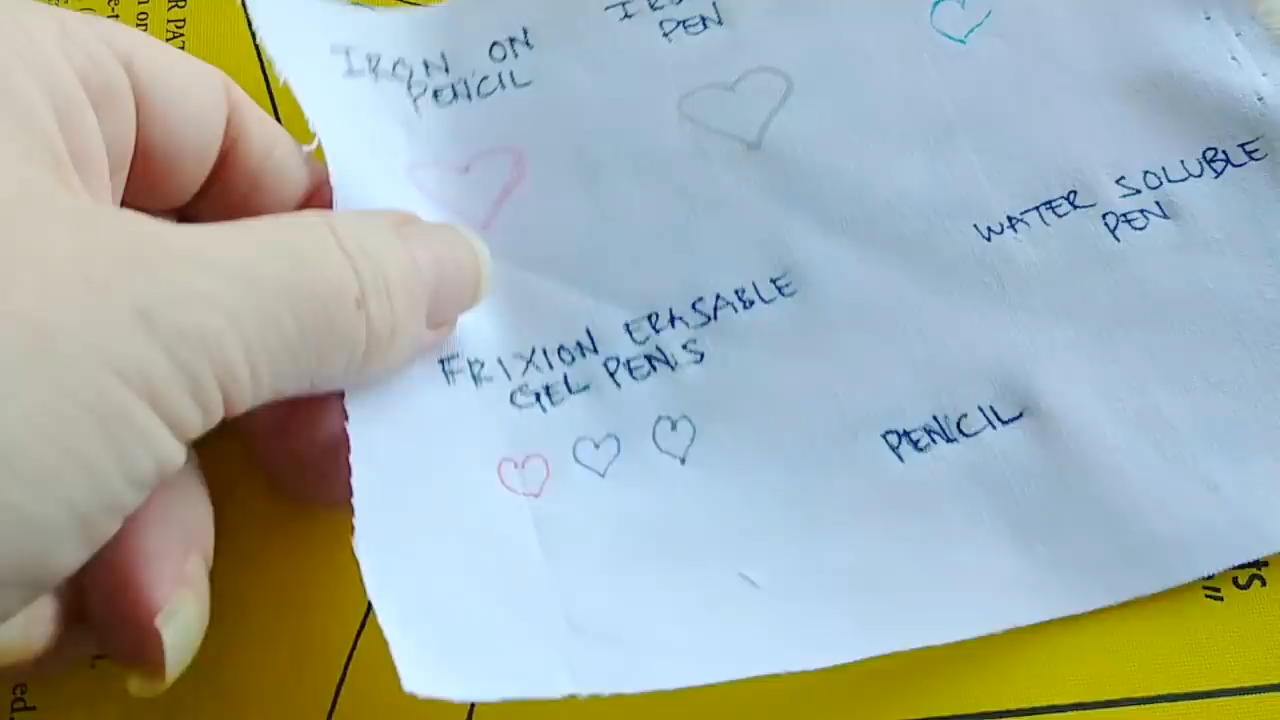 IRON ON
PENCIL
PEN
WATER SOLUBLE
PEN
FRIXION ERASABLE
GEL PENS
PENCIL